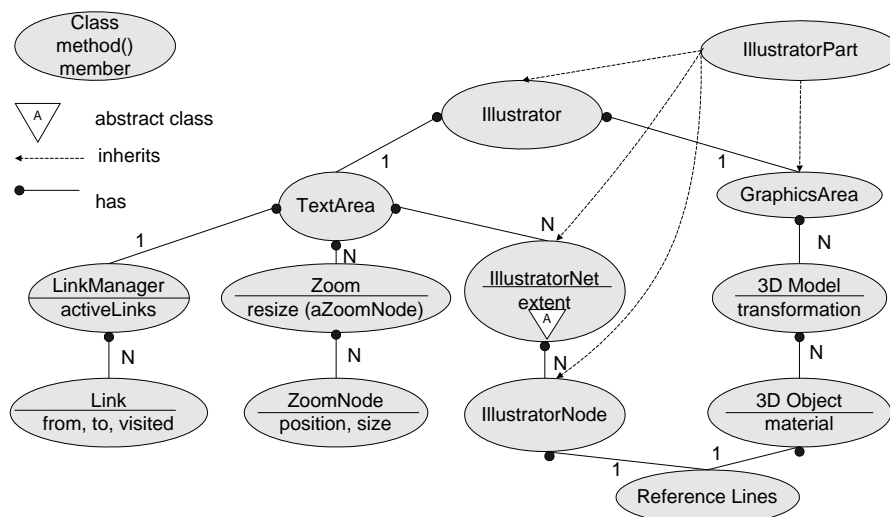 Class
method()
member
IllustratorPart
A
abstract class
Illustrator
inherits
1
1
has
TextArea
GraphicsArea
1
N
N
N
LinkManager
activeLinks
Zoom
resize (aZoomNode)
IllustratorNet
extent
A
3D Model
transformation
N
N
N
N
Link
from, to, visited
ZoomNode
position, size
IllustratorNode
3D Object
material
1
1
Reference Lines